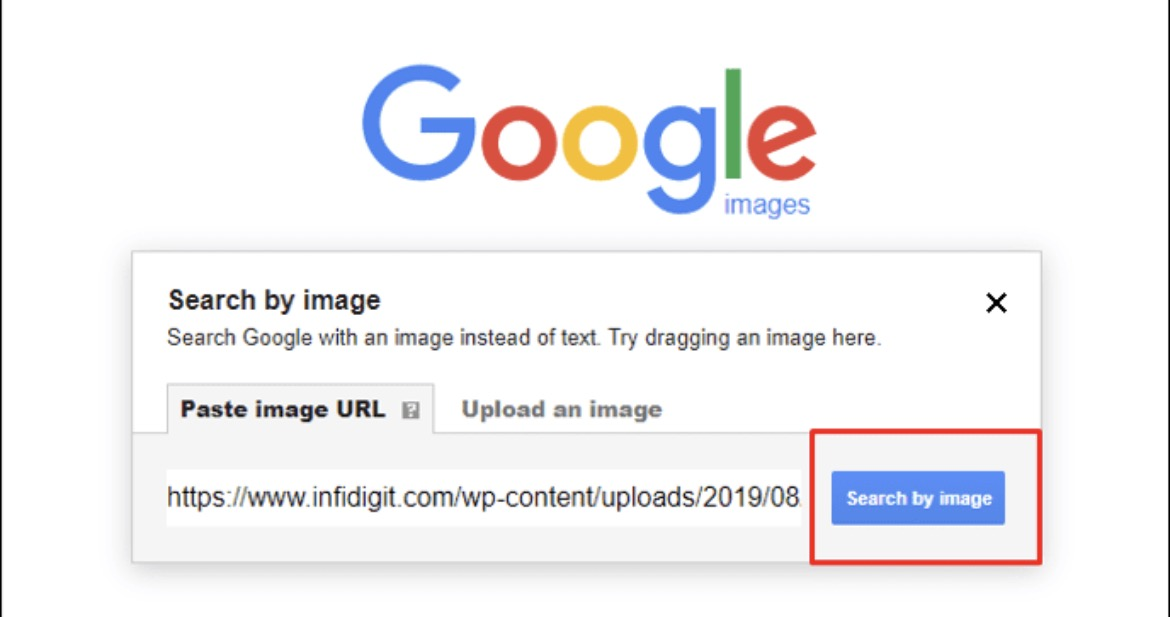 Google
images
Search by image
Search Google with an image instead of text. Try dragging an image here.
Paste image URL ? Upload an image
https://www.infidigit.com/wp-content/uploads/2019/08 Search by image